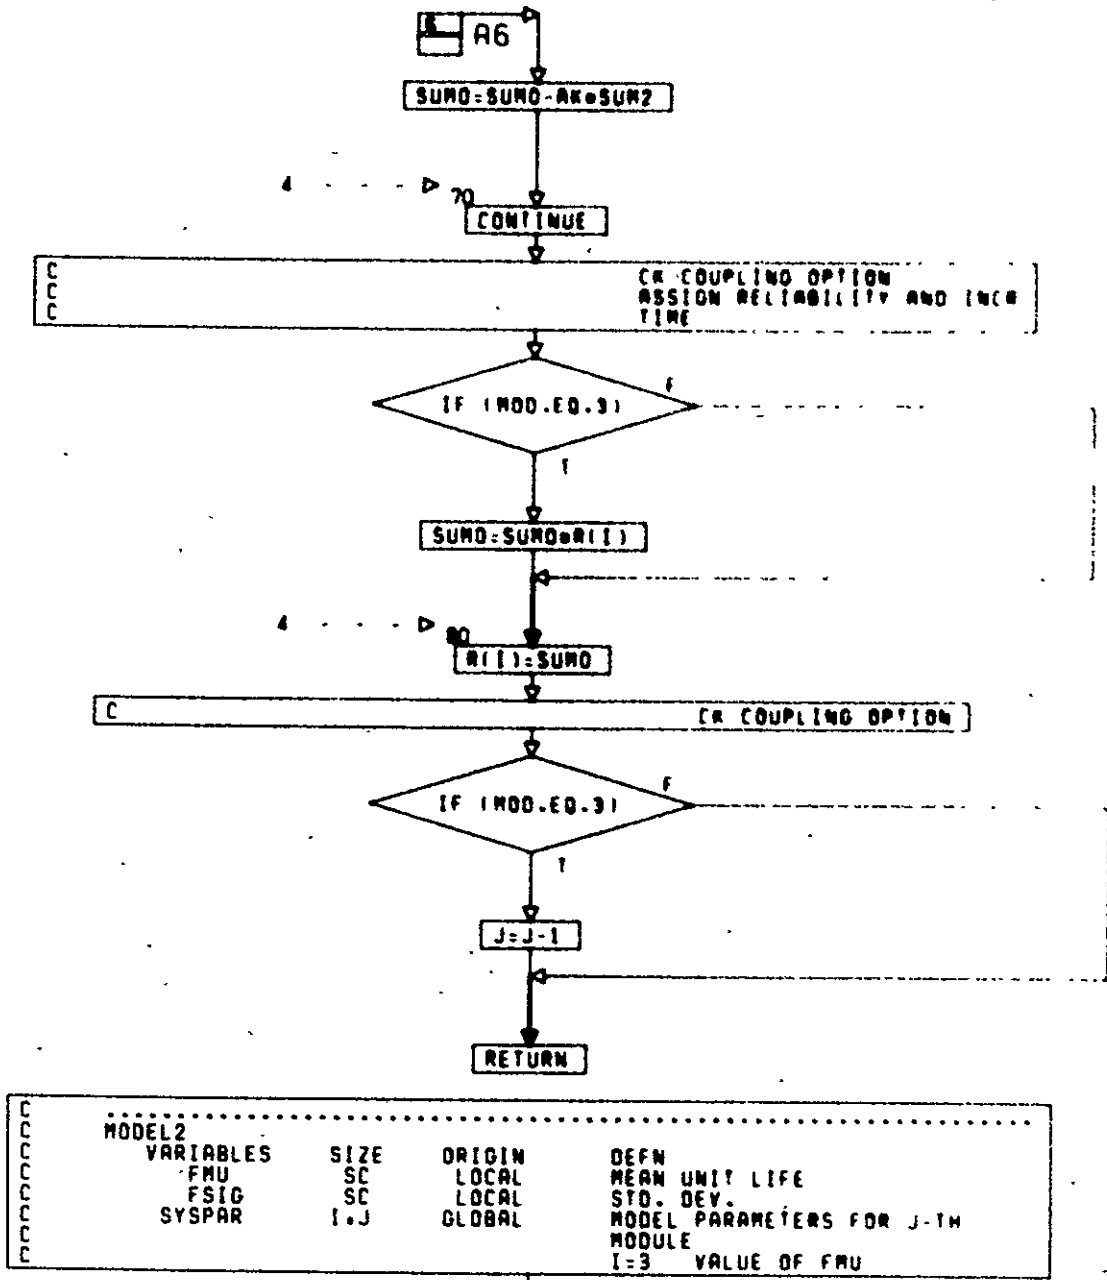 6 A6
SUMO=SUMO-AK*SUM2
4
70
CONTINUE
C CK COUPLING OPTION
C ASSIGN RELIABILITY AND INCR
C TIME
IF (MOD.EQ.3)
F
T
SUMO=SUMO*R(I)
4
80
R(I)=SUMO
C CK COUPLING OPTION
IF (MOD.EQ.3)
F
T
J=J-1
RETURN
C ........................................................................
C MODEL2
C VARIABLES SIZE ORIGIN DEFN
C FMU SC LOCAL MEAN UNIT LIFE
C FSIG SC LOCAL STD. DEV.
C SYSPAR I,J GLOBAL MODEL PARAMETERS FOR J-TH
C MODULE
C I=3 VALUE OF FMU